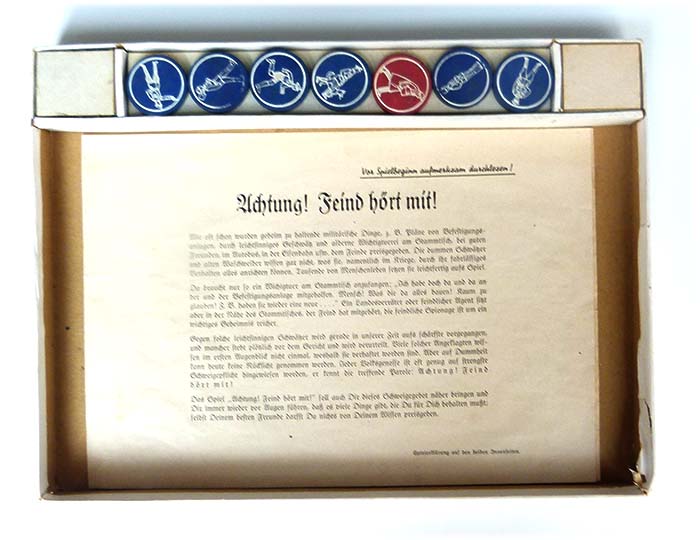 Vor Spielbeginn aufmerksam durchlesen!
Achtung! Feind hört mit!
Wie oft schon wurden geheim zu haltende militärische Dinge, z. B. Pläne von Befestigungs-
anlagen, durch leichtsinniges Geschwätz und alberne Wichtigtuerei am Stammtisch, bei guten
Freunden, im Autobus, in der Eisenbahn usw. dem Feinde preisgegeben. Die dummen Schwätzer
und alten Waschweiber wissen gar nicht, was sie, namentlich im Kriege, durch ihr fahrlässiges
Verhalten alles anrichten können. Tausende von Menschenleben setzen sie leichtfertig aufs Spiel.
Da braucht nur so ein Wichtigtuer am Stammtisch anzufangen: „Ich habe doch da und da an
der und der Befestigungsanlage mitgeholfen. Mensch! Was die da alles bauen! Kaum zu
glauben! Z. B. haben sie wieder eine neue ....." Ein Landesverräter oder feindlicher Agent sitzt
aber in der Nähe des Stammtisches, der Feind hat mitgehört, die feindliche Spionage ist um ein
wichtiges Geheimnis reicher.
Gegen solche leichtsinnigen Schwätzer wird gerade in unserer Zeit aufs schärfste vorgegangen,
und mancher steht plötzlich vor dem Gericht und wird verurteilt. Viele solcher Angeklagten wis-
sen im ersten Augenblick nicht einmal, weshalb sie verhaftet worden sind. Aber auf Dummheit
kann heute keine Rücksicht genommen werden. Jeder Volksgenosse ist oft genug auf strengste
Schweigepflicht hingewiesen worden, er kennt die treffende Parole: Achtung! Feind
hört mit!
Das Spiel „Achtung! Feind hört mit!" soll auch Dir dieses Schweigegebot näher bringen und
Dir immer wieder vor Augen führen, daß es viele Dinge gibt, die Du für Dich behalten mußt;
selbst Deinem besten Freunde darfst Du nichts von Deinem Wissen preisgeben.
Spielerklärung auf den beiden Innenseiten.